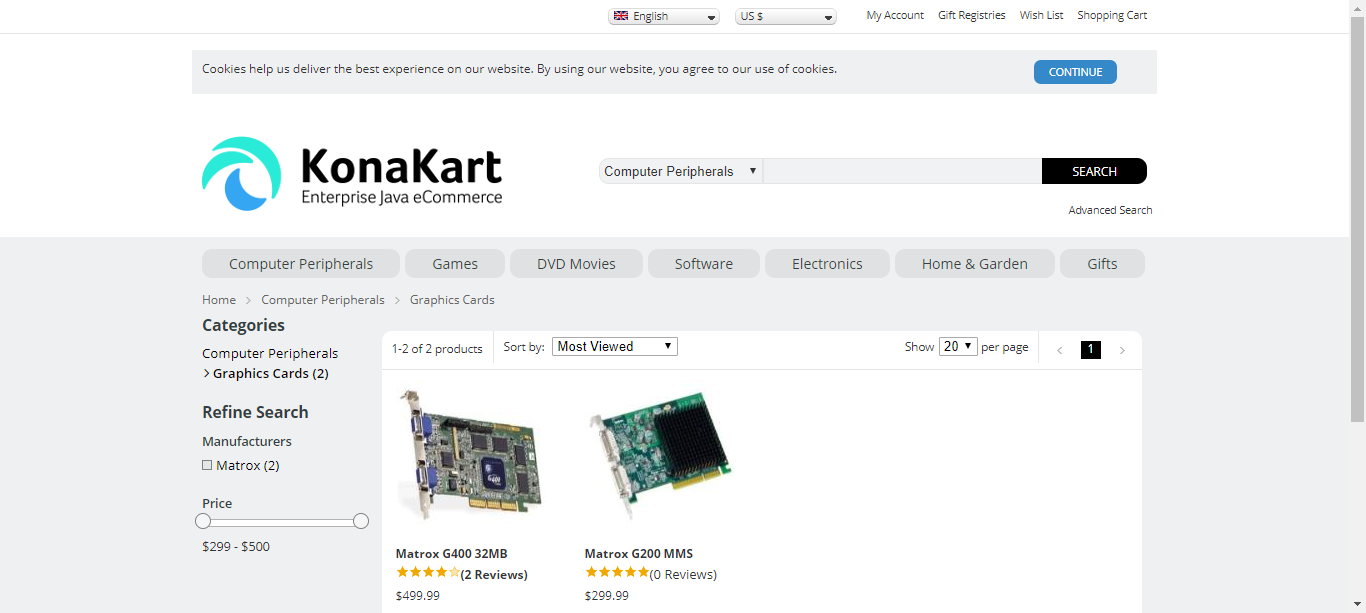 English US $ My Account Gift Registries Wish List Shopping Cart
Cookies help us deliver the best experience on our website. By using our website, you agree to our use of cookies. CONTINUE
KonaKart
Enterprise Java eCommerce
Computer Peripherals SEARCH
Advanced Search
Computer Peripherals Games DVD Movies Software Electronics Home & Garden Gifts
Home > Computer Peripherals > Graphics Cards
Categories
Computer Peripherals
> Graphics Cards (2)
Refine Search
Manufacturers
Matrox (2)
Price
$299 - $500
1-2 of 2 products Sort by: Most Viewed Show 20 per page < 1 >
G400
Matrox G400 32MB
(2 Reviews)
$499.99
Matrox G200 MMS
(0 Reviews)
$299.99